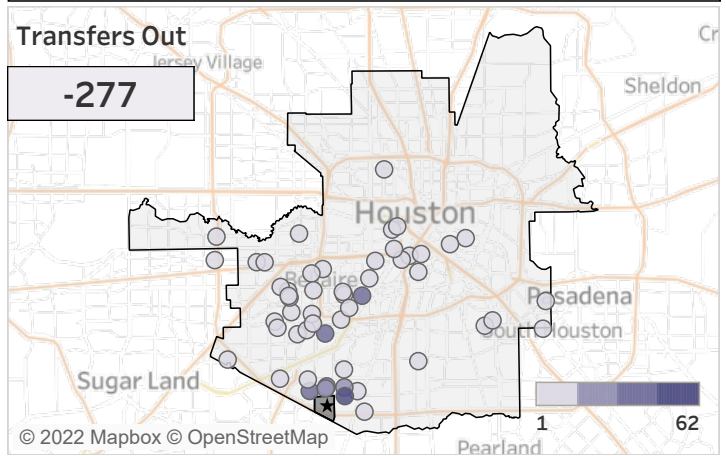 Transfers Out
-277
Jersey Village
Cr
Sheldon
Houston
Bellaire
Pasadena
South Houston
Sugar Land
1
62
© 2022 Mapbox © OpenStreetMap
Pearland